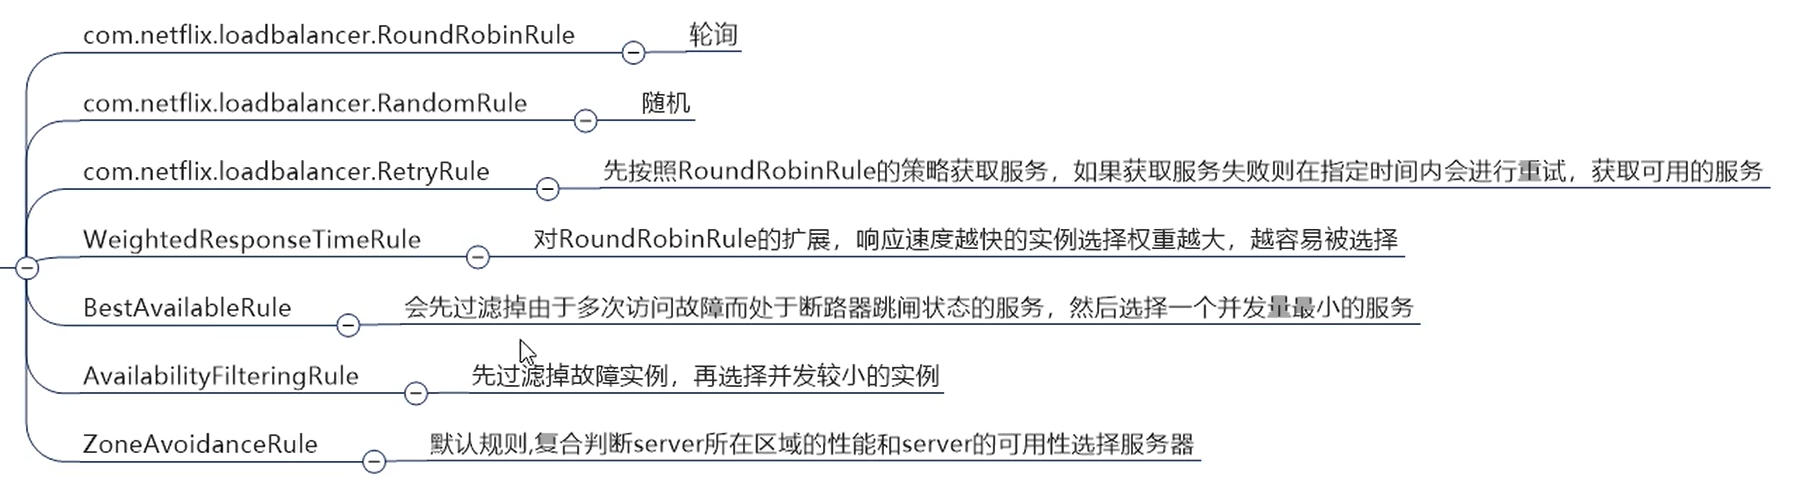 com.netflix.loadbalancer.RoundRobinRule 轮询
com.netflix.loadbalancer.RandomRule 随机
com.netflix.loadbalancer.RetryRule 先按照RoundRobinRule的策略获取服务，如果获取服务失败则在指定时间内会进行重试，获取可用的服务
WeightedResponseTimeRule 对RoundRobinRule的扩展，响应速度越快的实例选择权重越大，越容易被选择
BestAvailableRule 会先过滤掉由于多次访问故障而处于断路器跳闸状态的服务，然后选择一个并发量最小的服务
AvailabilityFilteringRule 先过滤掉故障实例，再选择并发较小的实例
ZoneAvoidanceRule 默认规则,复合判断server所在区域的性能和server的可用性选择服务器